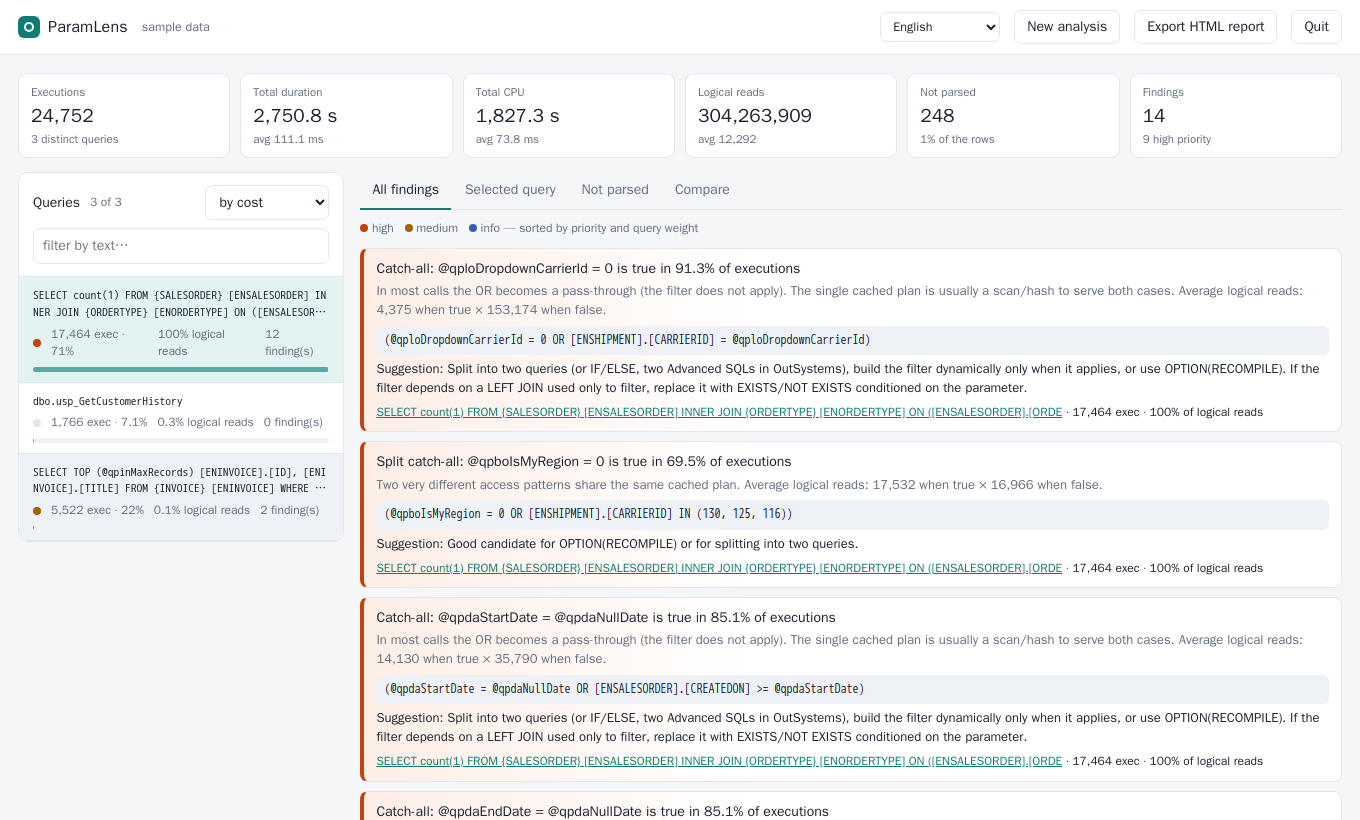 ParamLens
sample data
English
New analysis
Export HTML report
Quit
Executions
24,752
3 distinct queries
Total duration
2,750.8 s
avg 111.1 ms
Total CPU
1,827.3 s
avg 73.8 ms
Logical reads
304,263,909
avg 12,292
Not parsed
248
1% of the rows
Findings
14
9 high priority
Queries
3 of 3
by cost
filter by text…
SELECT count(1) FROM {SALESORDER} [ENSALESORDER] IN
NER JOIN {ORDERTYPE} [ENORDERTYPE] ON ([ENSALESOR…
17,464 exec ·
71%
100% logical
reads
12
finding(s)
dbo.usp_GetCustomerHistory
1,766 exec · 7.1%
0.3% logical reads
0 finding(s)
SELECT TOP (@qpinMaxRecords) [ENINVOICE].[ID], [ENI
NVOICE].[TITLE] FROM {INVOICE} [ENINVOICE] WHERE …
5,522 exec · 22%
0.1% logical reads
2 finding(s)
All findings
Selected query
Not parsed
Compare
high
medium
info — sorted by priority and query weight
Catch-all: @qploDropdownCarrierId = 0 is true in 91.3% of executions
In most calls the OR becomes a pass-through (the filter does not apply). The single cached plan is usually a scan/hash to serve both cases. Average logical reads:
4,375 when true × 153,174 when false.
(@qploDropdownCarrierId = 0 OR [ENSHIPMENT].[CARRIERID] = @qploDropdownCarrierId)
Suggestion: Split into two queries (or IF/ELSE, two Advanced SQLs in OutSystems), build the filter dynamically only when it applies, or use OPTION(RECOMPILE). If the
filter depends on a LEFT JOIN used only to filter, replace it with EXISTS/NOT EXISTS conditioned on the parameter.
SELECT count(1) FROM {SALESORDER} [ENSALESORDER] INNER JOIN {ORDERTYPE} [ENORDERTYPE] ON ([ENSALESORDER].[ORDE · 17,464 exec · 100% of logical reads
Split catch-all: @qpboIsMyRegion = 0 is true in 69.5% of executions
Two very different access patterns share the same cached plan. Average logical reads: 17,532 when true × 16,966 when false.
(@qpboIsMyRegion = 0 OR [ENSHIPMENT].[CARRIERID] IN (130, 125, 116))
Suggestion: Good candidate for OPTION(RECOMPILE) or for splitting into two queries.
SELECT count(1) FROM {SALESORDER} [ENSALESORDER] INNER JOIN {ORDERTYPE} [ENORDERTYPE] ON ([ENSALESORDER].[ORDE · 17,464 exec · 100% of logical reads
Catch-all: @qpdaStartDate = @qpdaNullDate is true in 85.1% of executions
In most calls the OR becomes a pass-through (the filter does not apply). The single cached plan is usually a scan/hash to serve both cases. Average logical reads:
14,130 when true × 35,790 when false.
(@qpdaStartDate = @qpdaNullDate OR [ENSALESORDER].[CREATEDON] >= @qpdaStartDate)
Suggestion: Split into two queries (or IF/ELSE, two Advanced SQLs in OutSystems), build the filter dynamically only when it applies, or use OPTION(RECOMPILE). If the
filter depends on a LEFT JOIN used only to filter, replace it with EXISTS/NOT EXISTS conditioned on the parameter.
SELECT count(1) FROM {SALESORDER} [ENSALESORDER] INNER JOIN {ORDERTYPE} [ENORDERTYPE] ON ([ENSALESORDER].[ORDE · 17,464 exec · 100% of logical reads
Catch-all: @qpdaEndDate = @qpdaNullDate is true in 85.1% of executions